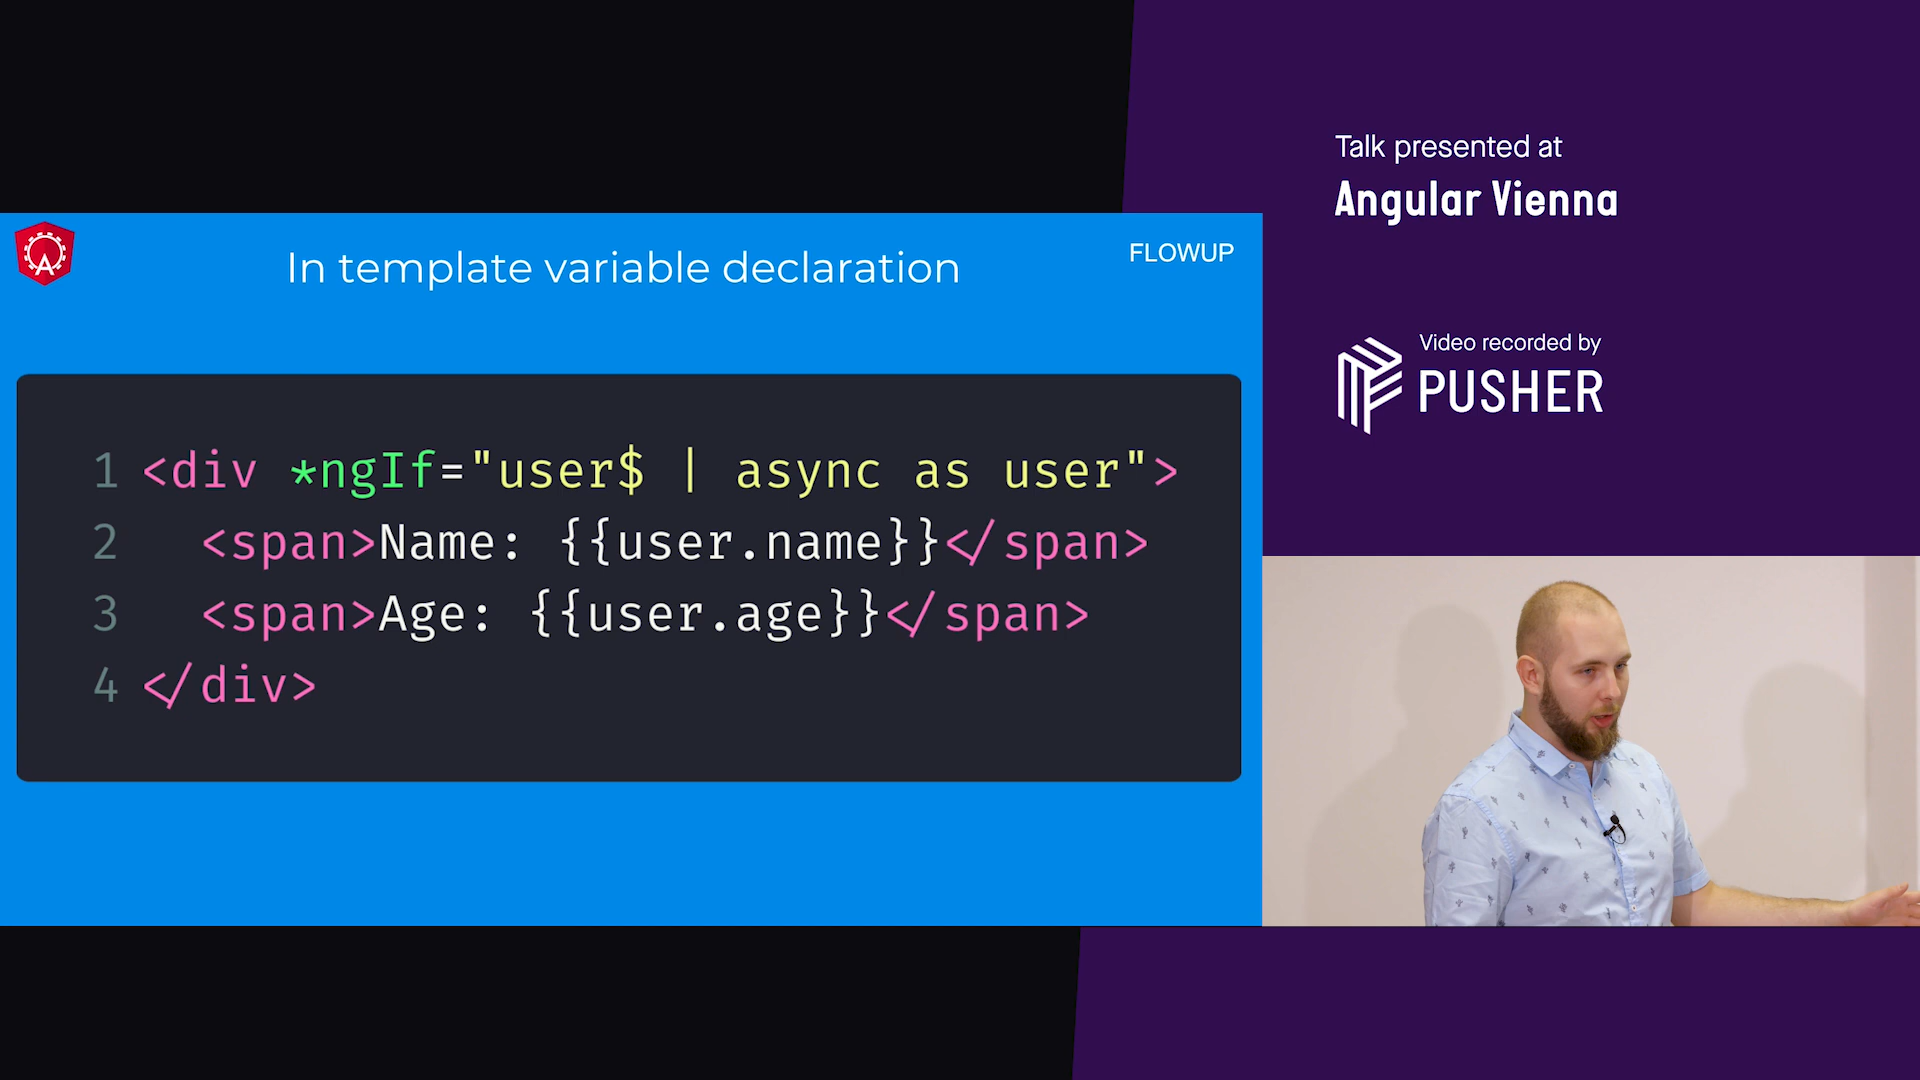 In template variable declaration
FLOWUP
1 <div *ngIf="user$ | async as user">
2   <span>Name: {{user.name}}</span>
3   <span>Age: {{user.age}}</span>
4 </div>
Talk presented at
Angular Vienna
Video recorded by
PUSHER